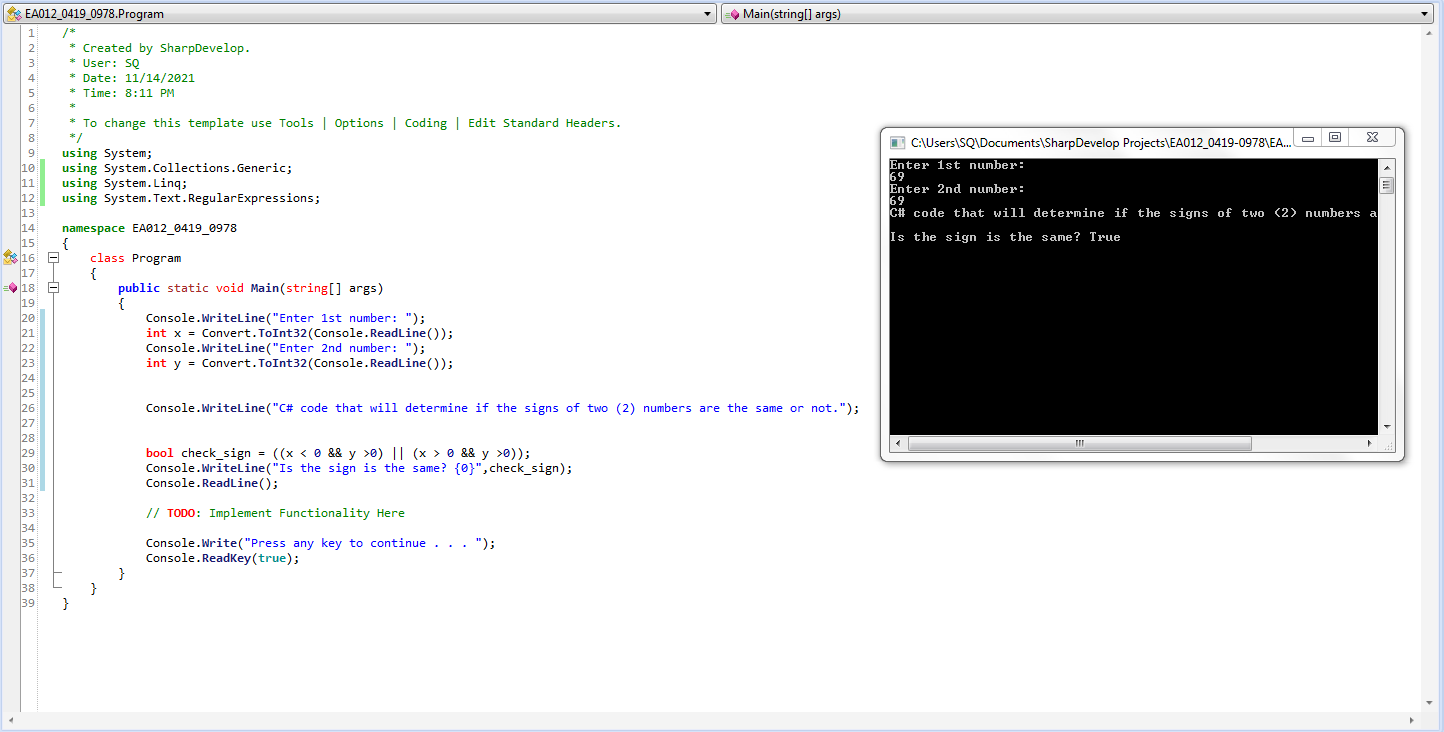 EA012_0419_0978.Program
Main(string[] args)
1 /*
2 * Created by SharpDevelop.
3 * User: SQ
4 * Date: 11/14/2021
5 * Time: 8:11 PM
6 *
7 * To change this template use Tools | Options | Coding | Edit Standard Headers.
8 */
9 using System;
10 using System.Collections.Generic;
11 using System.Linq;
12 using System.Text.RegularExpressions;
13
14 namespace EA012_0419_0978
15 {
16 class Program
17 {
18 public static void Main(string[] args)
19 {
20 Console.WriteLine("Enter 1st number: ");
21 int x = Convert.ToInt32(Console.ReadLine());
22 Console.WriteLine("Enter 2nd number: ");
23 int y = Convert.ToInt32(Console.ReadLine());
24
25
26 Console.WriteLine("C# code that will determine if the signs of two (2) numbers are the same or not.");
27
28
29 bool check_sign = ((x < 0 && y >0) || (x > 0 && y >0));
30 Console.WriteLine("Is the sign is the same? {0}",check_sign);
31 Console.ReadLine();
32
33 // TODO: Implement Functionality Here
34
35 Console.Write("Press any key to continue . . . ");
36 Console.ReadKey(true);
37 }
38 }
39 }
C:\Users\SQ\Documents\SharpDevelop Projects\EA012_0419-0978\EA...
Enter 1st number:
69
Enter 2nd number:
69
C# code that will determine if the signs of two (2) numbers a
Is the sign is the same? True